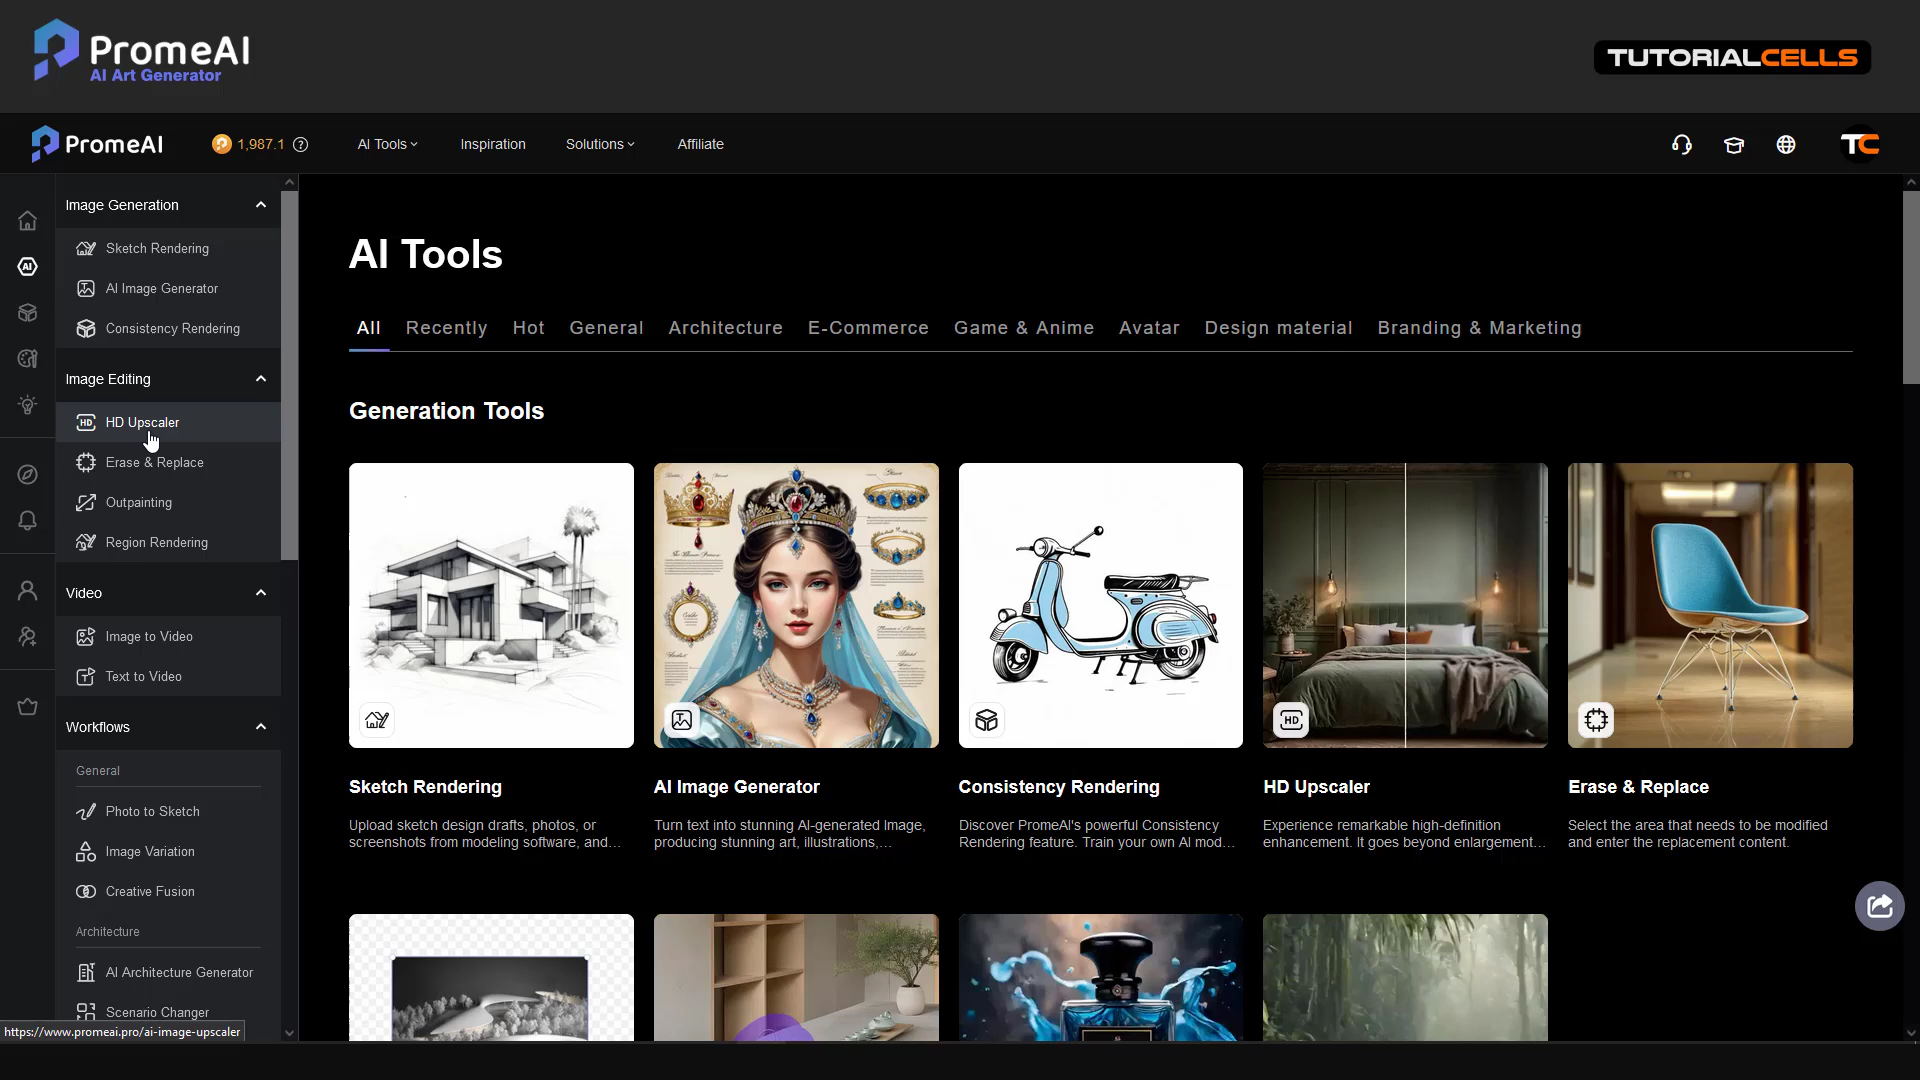 PromeAI
AI Art Generator
TUTORIALCELLS
PromeAI
1,987.1
AI Tools
Inspiration
Solutions
Affiliate
TC
Image Generation
Sketch Rendering
AI Image Generator
Consistency Rendering
Image Editing
HD Upscaler
Erase & Replace
Outpainting
Region Rendering
Video
Image to Video
Text to Video
Workflows
General
Photo to Sketch
Image Variation
Creative Fusion
Architecture
AI Architecture Generator
Scenario Changer
https://www.promeai.pro/ai-image-upscaler
AI Tools
All Recently Hot General Architecture E-Commerce Game & Anime Avatar Design material Branding & Marketing
Generation Tools
Sketch Rendering
Upload sketch design drafts, photos, or
screenshots from modeling software, and...
AI Image Generator
Turn text into stunning AI-generated Image,
producing stunning art, illustrations,...
Consistency Rendering
Discover PromeAI's powerful Consistency
Rendering feature. Train your own AI mod...
HD
HD Upscaler
Experience remarkable high-definition
enhancement. It goes beyond enlargement...
Erase & Replace
Select the area that needs to be modified
and enter the replacement content.